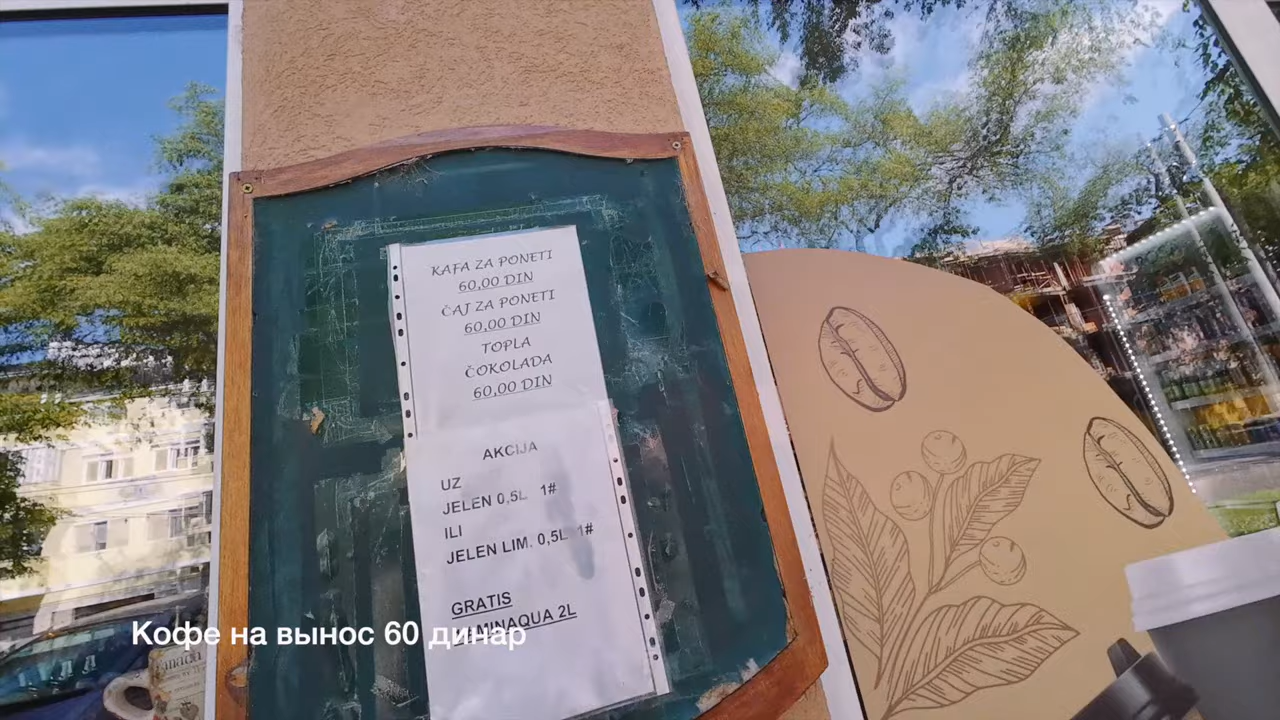 KAFA ZA PONETI
60,00 DIN
ČAJ ZA PONETI
60,00 DIN
TOPLA
ČOKOLADA
60,00 DIN
AKCIJA
UZ
JELEN 0,5L 1#
ILI
JELEN LIM. 0,5L 1#
GRATIS
2L
Кофе на вынос 60 динар